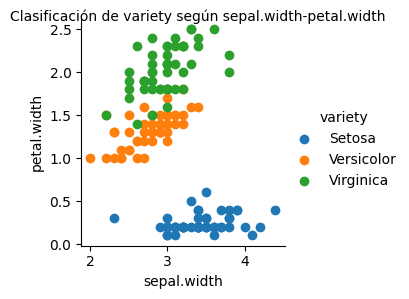 Clasificación de variety según sepal.width-petal.width
2.5
2.0
1.5
1.0
0.5
0.0
petal.width
2
3
4
sepal.width
variety
Setosa
Versicolor
Virginica